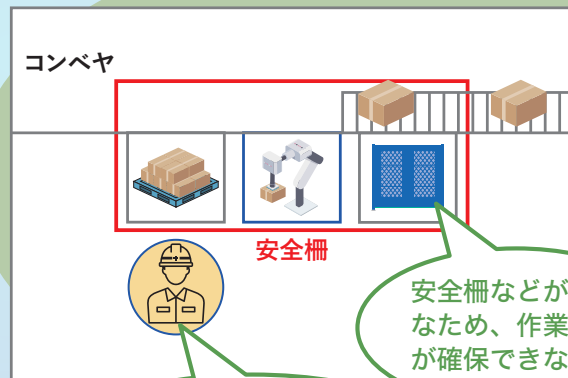 コンベヤ
安全柵
安全柵などが
なため、作業
が確保できな